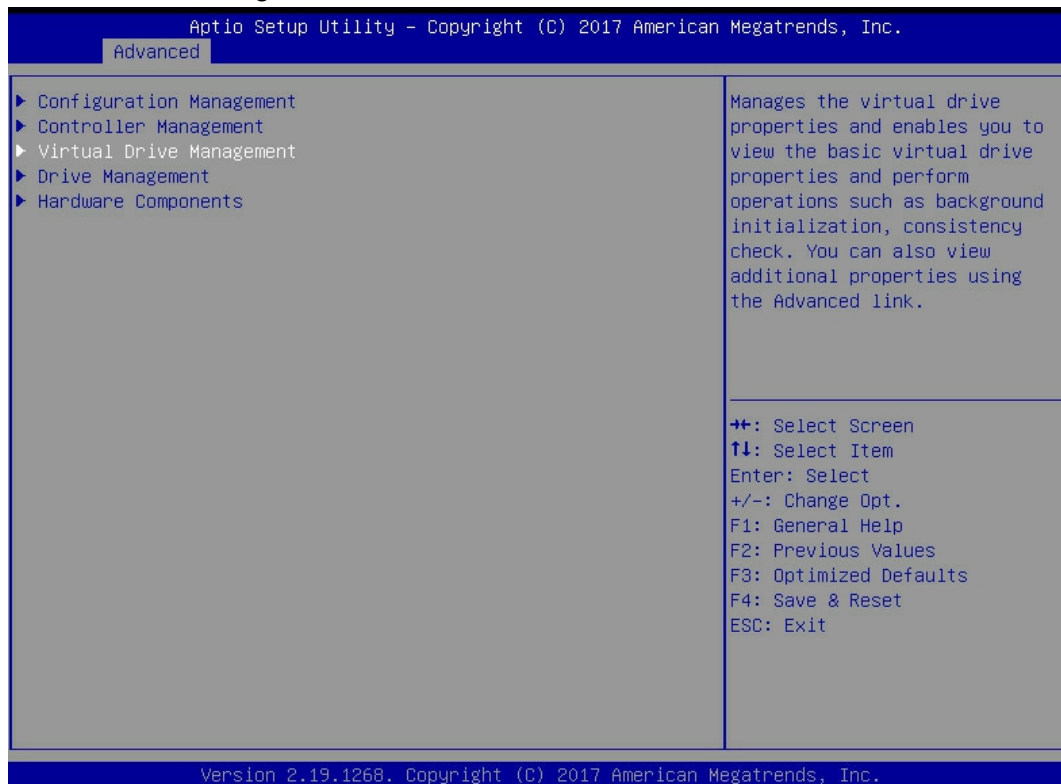 Aptio Setup Utility – Copyright (C) 2017 American Megatrends, Inc.
Advanced
▶ Configuration Management
▶ Controller Management
▶ Virtual Drive Management
▶ Drive Management
▶ Hardware Components
Manages the virtual drive
properties and enables you to
view the basic virtual drive
properties and perform
operations such as background
initialization, consistency
check. You can also view
additional properties using
the Advanced link.
→←: Select Screen
↑↓: Select Item
Enter: Select
+/-: Change Opt.
F1: General Help
F2: Previous Values
F3: Optimized Defaults
F4: Save & Reset
ESC: Exit
Version 2.19.1268. Copyright (C) 2017 American Megatrends, Inc.